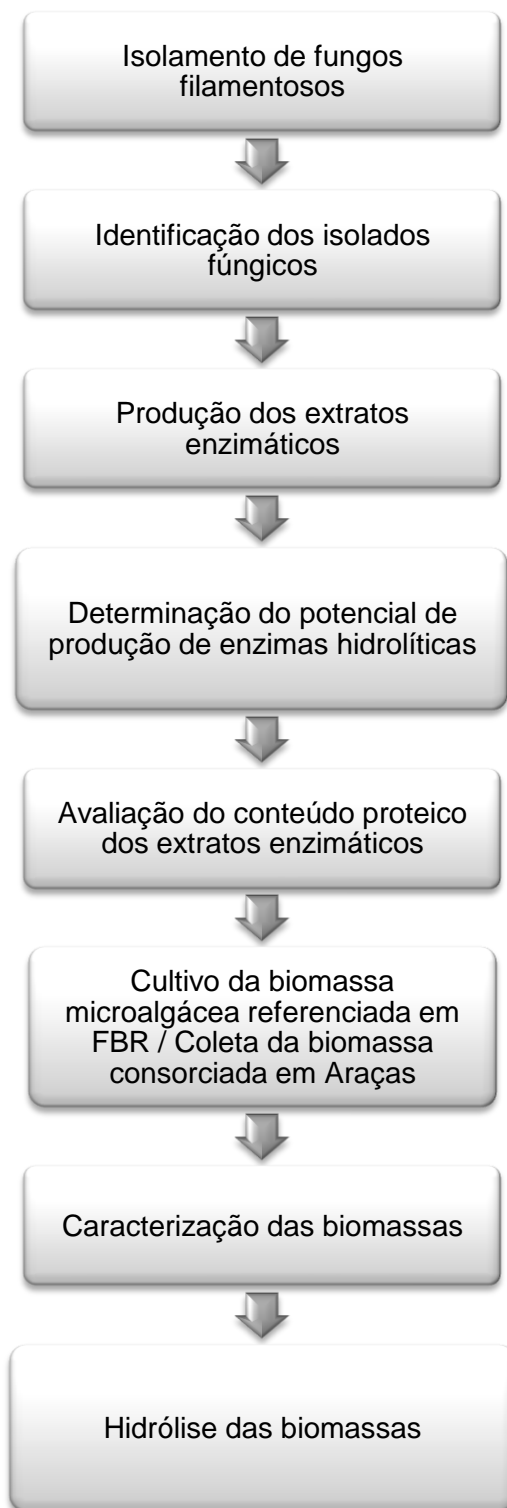 Isolamento de fungos
filamentosos
Identificação dos isolados
fúngicos
Produção dos extratos
enzimáticos
Determinação do potencial de
produção de enzimas hidrolíticas
Avaliação do conteúdo proteico
dos extratos enzimáticos
Cultivo da biomassa
microalgácea referenciada em
FBR / Coleta da biomassa
consorciada em Araças
Caracterização das biomassas
Hidrólise das biomassas